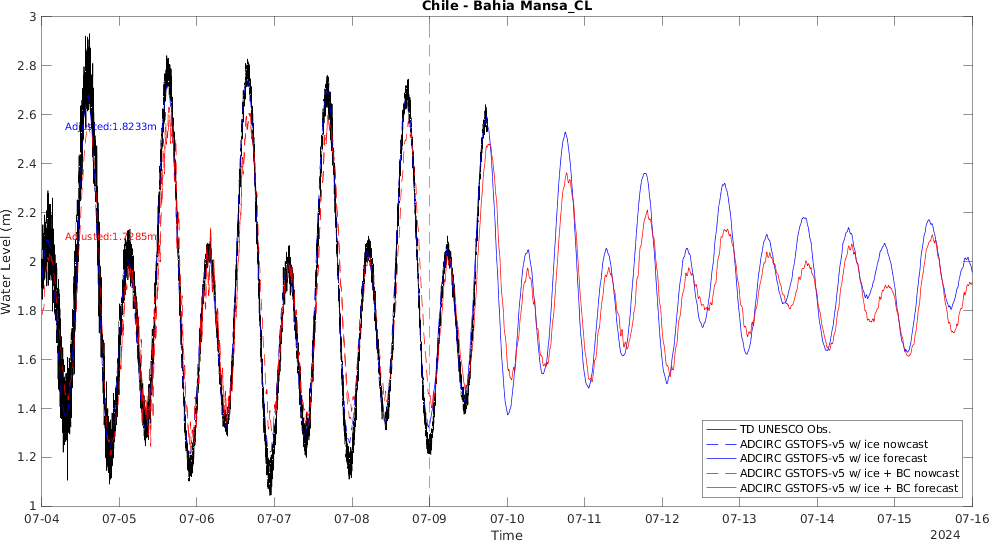 Chile - Bahia Mansa_CL
3
2.8
2.6
2.4
2.2
2
1.8
1.6
1.4
1.2
1
Water Level (m)
Adjusted:1.8233m
Adjusted:1.7285m
TD UNESCO Obs.
ADCIRC GSTOFS-v5 w/ ice nowcast
ADCIRC GSTOFS-v5 w/ ice forecast
ADCIRC GSTOFS-v5 w/ ice + BC nowcast
ADCIRC GSTOFS-v5 w/ ice + BC forecast
07-04 07-05 07-06 07-07 07-08 07-09 07-10 07-11 07-12 07-13 07-14 07-15 07-16
Time
2024